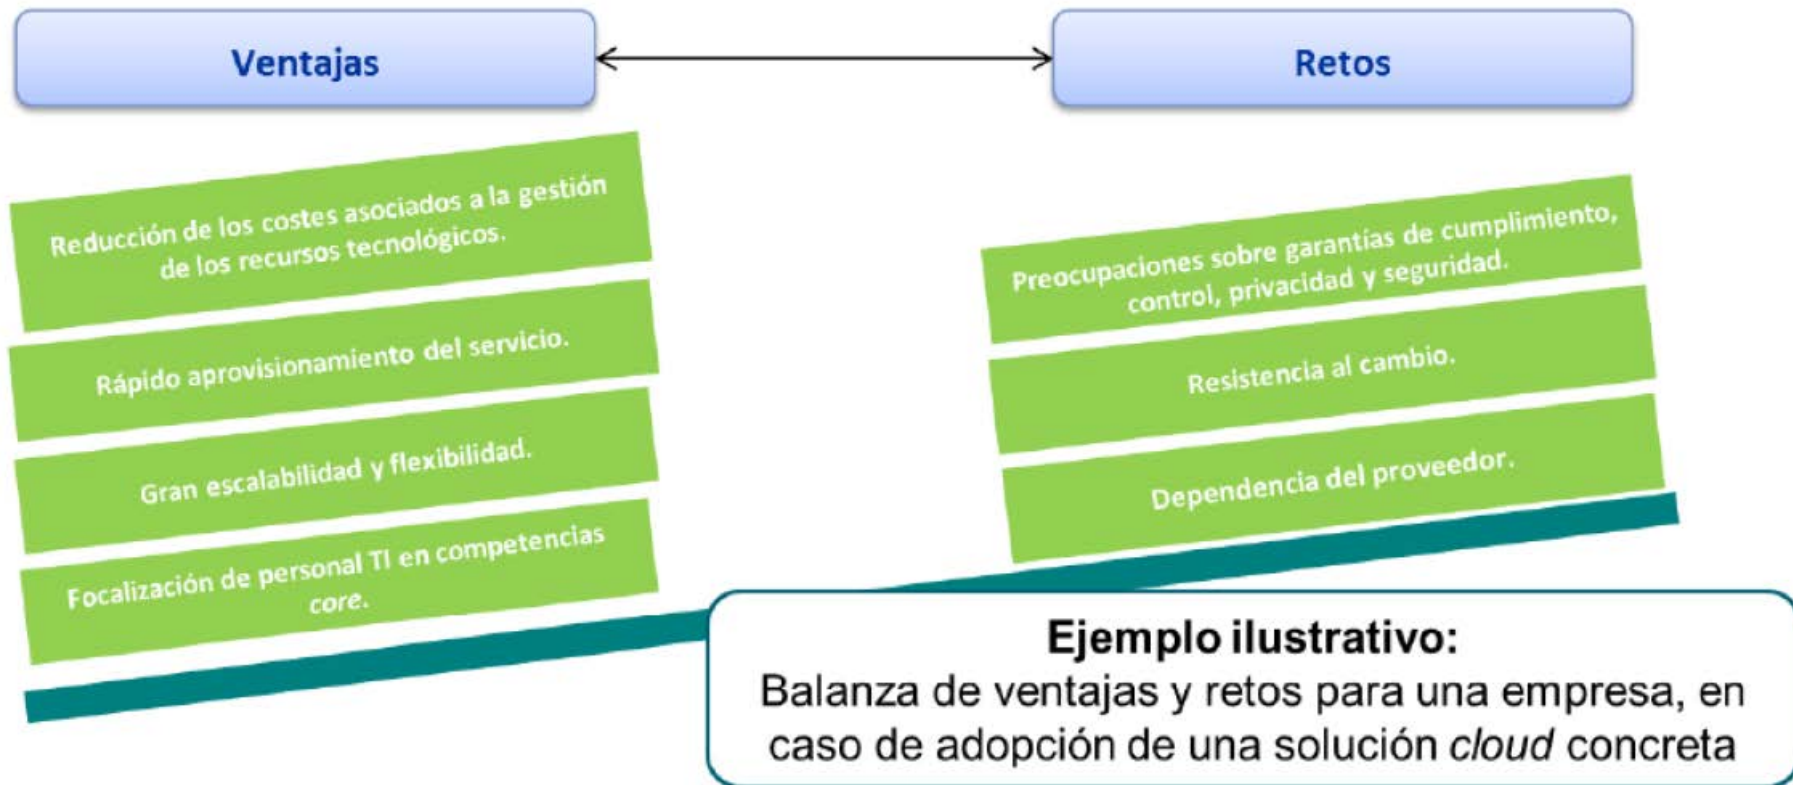 Ventajas
Retos
Reducción de los costes asociados a la gestión
de los recursos tecnológicos.
Rápido aprovisionamiento del servicio.
Gran escalabilidad y flexibilidad.
Focalización de personal TI en competencias
core.
Preocupaciones sobre garantías de cumplimiento,
control, privacidad y seguridad.
Resistencia al cambio.
Dependencia del proveedor.
Ejemplo ilustrativo:
Balanza de ventajas y retos para una empresa, en
caso de adopción de una solución cloud concreta